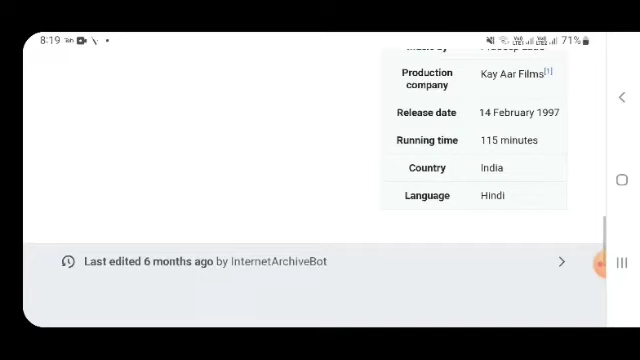 8:19
71%
Production
company
Kay Aar Films[1]
Release date
14 February 1997
Running time
115 minutes
Country
India
Language
Hindi
Last edited 6 months ago by InternetArchiveBot